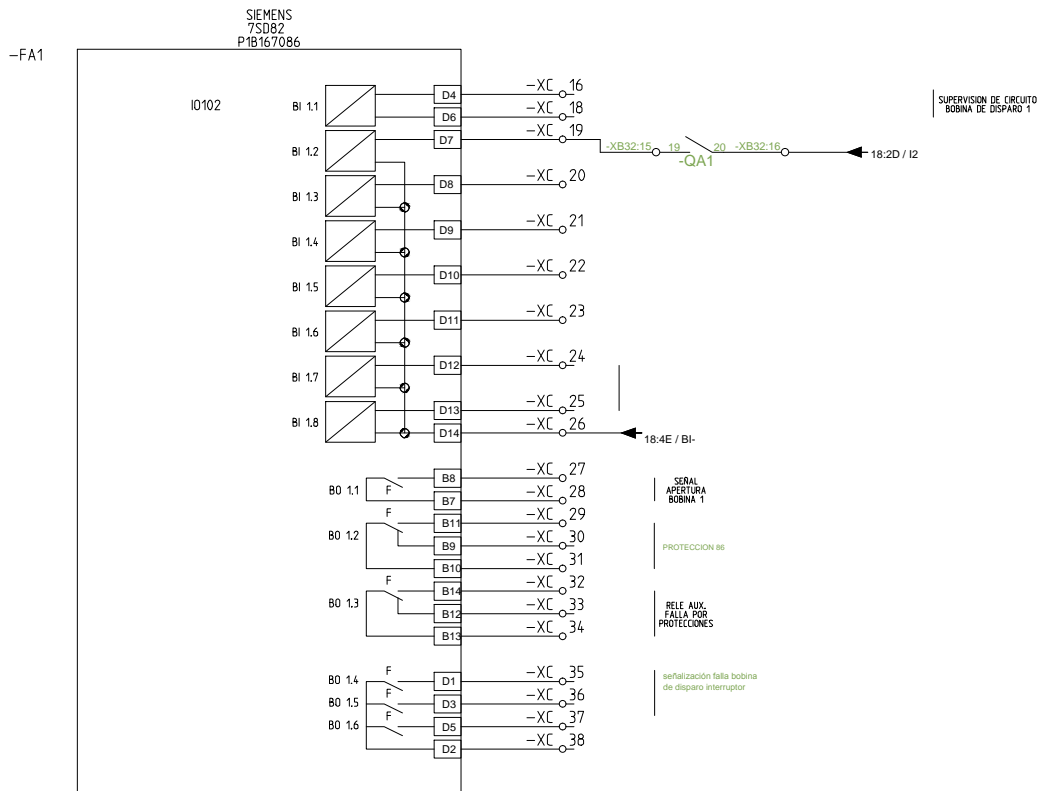 SIEMENS
7SD82
P1B167086
-FA1
IO102
BI 1.1
D4
-XC 16
D6
-XC 18
SUPERVISION DE CIRCUITO
BOBINA DE DISPARO 1
BI 1.2
D7
-XC 19
-XB32:15
19
20
-XB32:16
-QA1
18:2D / I2
BI 1.3
D8
-XC 20
BI 1.4
D9
-XC 21
BI 1.5
D10
-XC 22
BI 1.6
D11
-XC 23
BI 1.7
D12
-XC 24
BI 1.8
D13
-XC 25
D14
-XC 26
18:4E / BI-
BO 1.1
F
B8
-XC 27
B7
-XC 28
SEÑAL
APERTURA
BOBINA 1
BO 1.2
F
B11
-XC 29
B9
-XC 30
B10
-XC 31
PROTECCION 86
BO 1.3
F
B14
-XC 32
B12
-XC 33
B13
-XC 34
RELE AUX.
FALLA POR
PROTECCIONES
BO 1.4
F
D1
-XC 35
BO 1.5
F
D3
-XC 36
BO 1.6
F
D5
-XC 37
D2
-XC 38
señalización falla bobina
de disparo interruptor